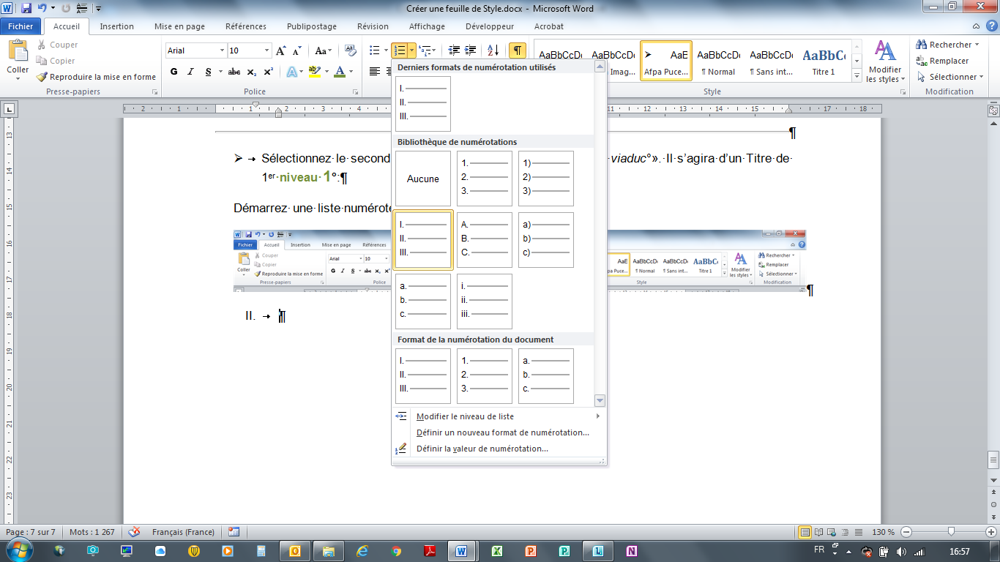 Créer une feuille de Style.docx - Microsoft Word
Fichier Accueil Insertion Mise en page Références Publipostage Révision Affichage Développeur Acrobat
Coller
Couper
Copier
Reproduire la mise en forme
Presse-papiers
Arial 10
G I S abc x₂ x²
Police
AaBbCcDc AaBbCcDc AaE AaBbCcDc AaBbCcDc AaBbC
Imag... Afpa Puce... ¶ Normal ¶ Sans int... Titre 1
Modifier les styles
Style
Rechercher
Remplacer
Sélectionner
Modification
Derniers formats de numérotation utilisés
I.
II.
III.
Bibliothèque de numérotations
Aucune
1.
2.
3.
1)
2)
3)
I.
II.
III.
A.
B.
C.
a)
b)
c)
a.
b.
c.
i.
ii.
iii.
Format de la numérotation du document
I.
II.
III.
1.
2.
3.
a.
b.
c.
Modifier le niveau de liste
Définir un nouveau format de numérotation...
Définir la valeur de numérotation...
Sélectionnez le second
viaduc°». Il s’agira d’un Titre de
1er niveau 1°:¶
Démarrez une liste numéroté
Fichier Accueil Insertion Mise en page Références
Coller
Couper
Copier
Reproduire la mise en forme
Presse-papiers
Arial 10
Police
AaE AaBbCcDc AaBbCcDc AaBbC
¶ Normal ¶ Sans int... Titre 1
Modifier les styles
Style
Rechercher
Remplacer
Sélectionner
Modification
II. ¶
Page : 7 sur 7 Mots : 1 267 Français (France) 130 %
FR 16:57